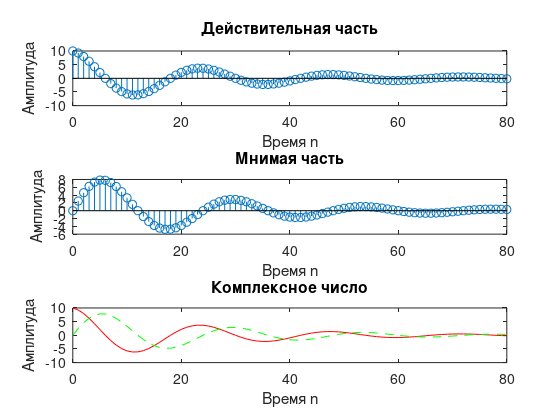 Действительная часть
Амплитуда
10
5
0
-5
-10
0 20 40 60 80
Время n
Мнимая часть
Амплитуда
8
6
4
2
0
-2
-4
-6
0 20 40 60 80
Время n
Комплексное число
Амплитуда
10
5
0
-5
-10
0 20 40 60 80
Время n